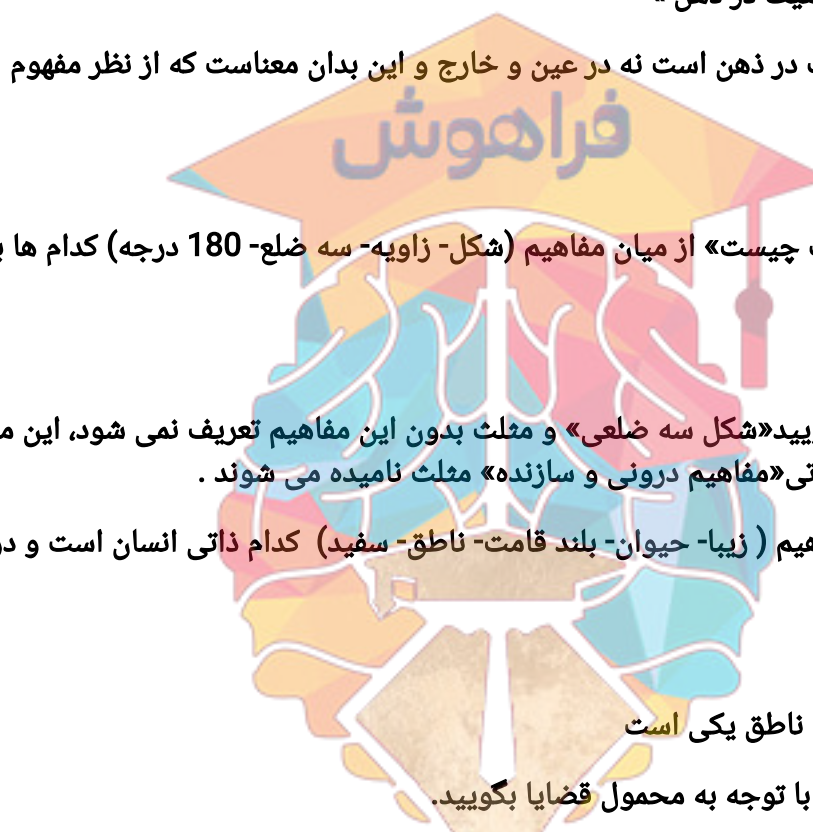 در ذهن است نه در عین و خارج و این بدان معناست که از نظر مفهوم
فراهوش
چیست» از میان مفاهیم (شکل- زاویه- سه ضلع- 180 درجه) کدام ها
«شکل سه ضلعی» و مثلث بدون این مفاهیم تعریف نمی شود، این
«مفاهیم درونی و سازنده» مثلث نامیده می شوند .
( زیبا- حیوان- بلند قامت- ناطق- سفید) کدام ذاتی انسان است و
ناطق یکی است
با توجه به محمول قضایا بگویید.